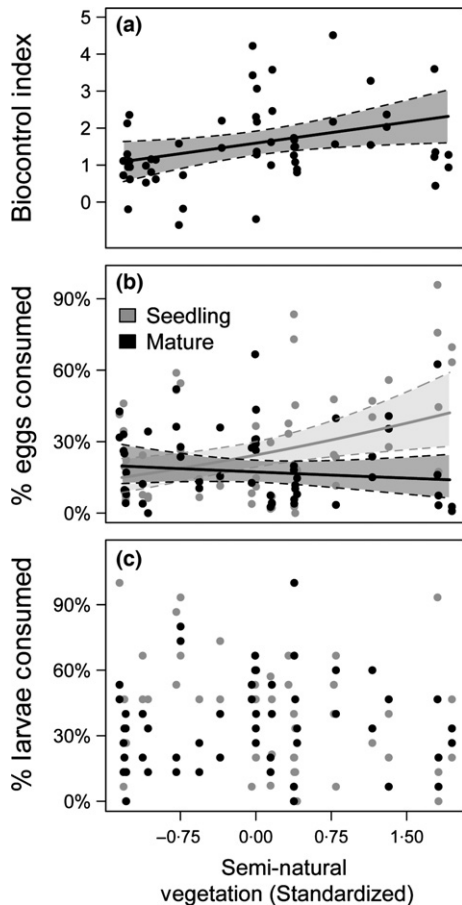 (a)
Biocontrol index
5
4
3
2
1
0
(b)
Seedling
Mature
% eggs consumed
90%
60%
30%
0%
(c)
% larvae consumed
90%
60%
30%
0%
−0·75 0·00 0·75 1·50
Semi-natural
vegetation (Standardized)